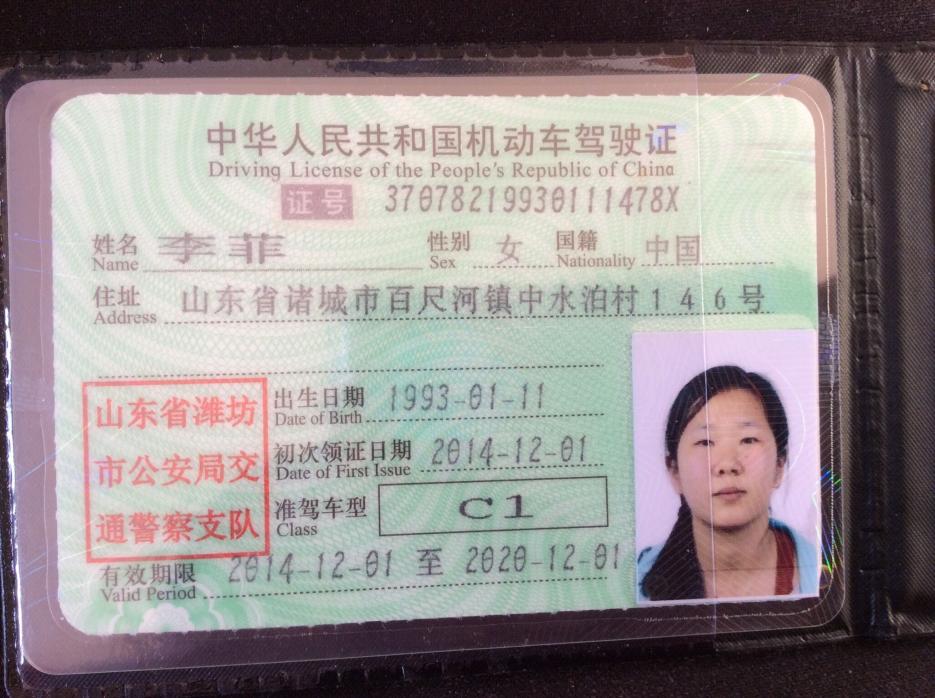 中华人民共和国机动车驾驶证
Driving License of the People's Republic of China
证号 37078219930111478X
姓名 李菲 性别 女 国籍 中国
Name Sex Nationality
住址 山东省诸城市百尺河镇中水泊村146号
Address
山东省潍坊
市公安局交
通警察支队
出生日期 1993-01-11
Date of Birth
初次领证日期 2014-12-01
Date of First Issue
准驾车型 C1
Class
有效期限 2014-12-01 至 2020-12-01
Valid Period